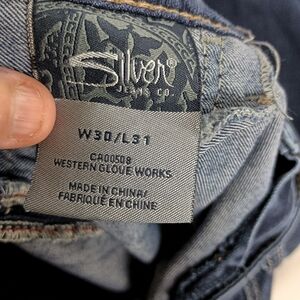 Silver®
JEANS CO.
W30/L31
CA00508
WESTERN GLOVE WORKS
MADE IN CHINA/
FABRIQUÉ EN CHINE